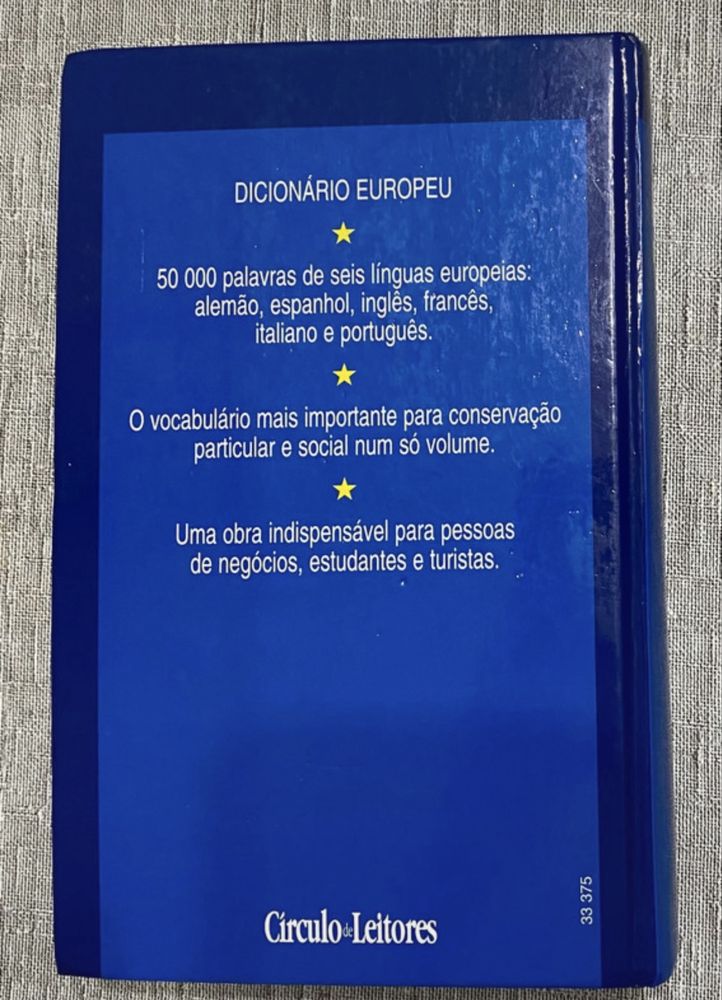 DICIONÁRIO EUROPEU
50 000 palavras de seis línguas europeias:
alemão, espanhol, inglês, francês,
italiano e português.
O vocabulário mais importante para conservação
particular e social num só volume.
Uma obra indispensável para pessoas
de negócios, estudantes e turistas.
Círculo de Leitores
33 375